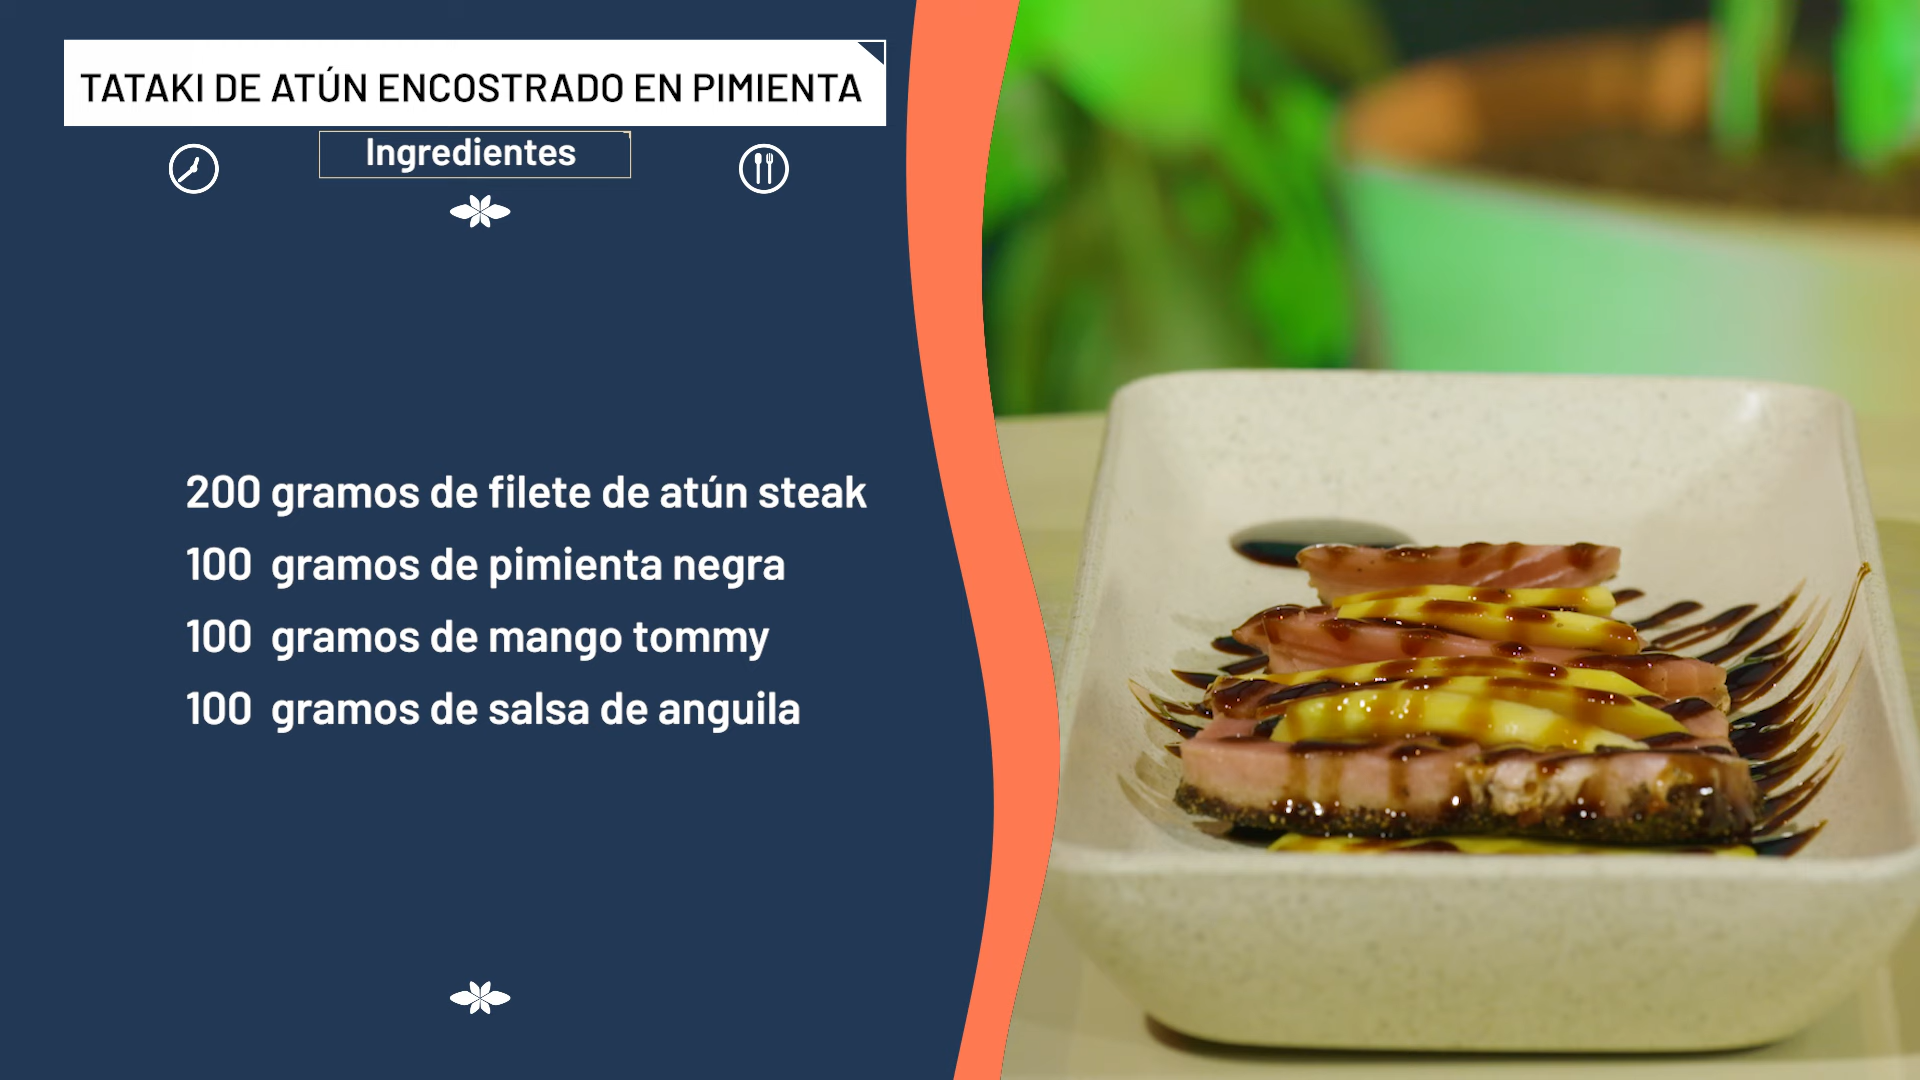 TATAKI DE ATÚN ENCOSTRADO EN PIMIENTA
Ingredientes
200 gramos de filete de atún steak
100 gramos de pimienta negra
100 gramos de mango tommy
100 gramos de salsa de anguila